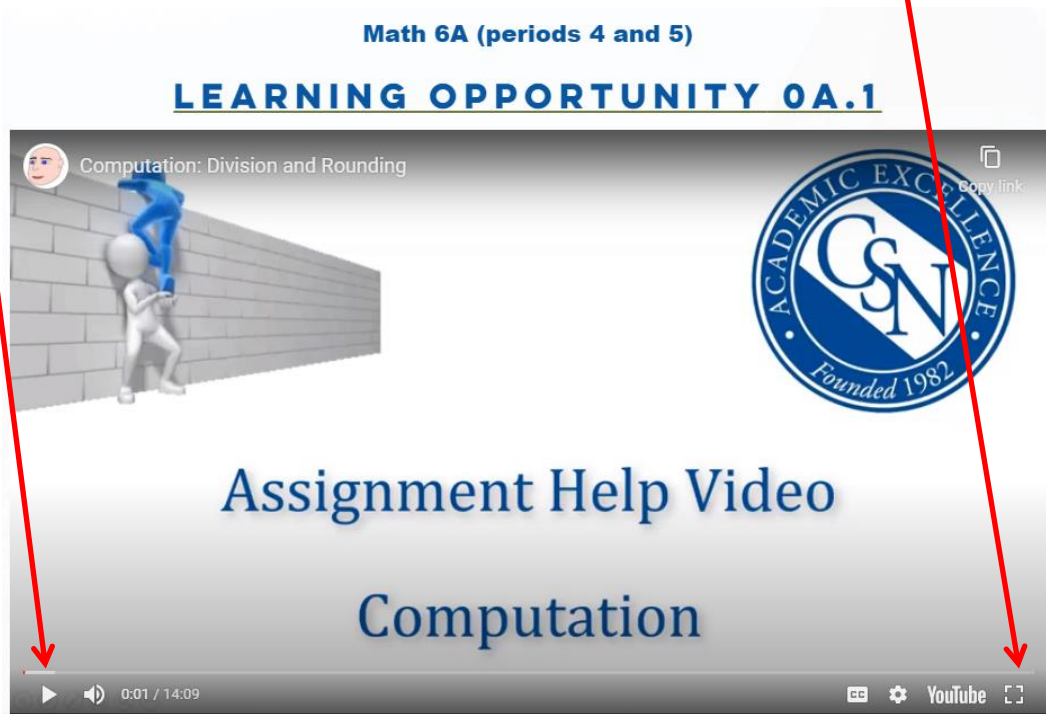 Math 6A (periods 4 and 5)
LEARNING OPPORTUNITY 0A.1
Computation: Division and Rounding
Copy link
ACADEMIC EXCELLENCE
CSN
Founded 1982
Assignment Help Video
Computation
0:01 / 14:09
CC
YouTube